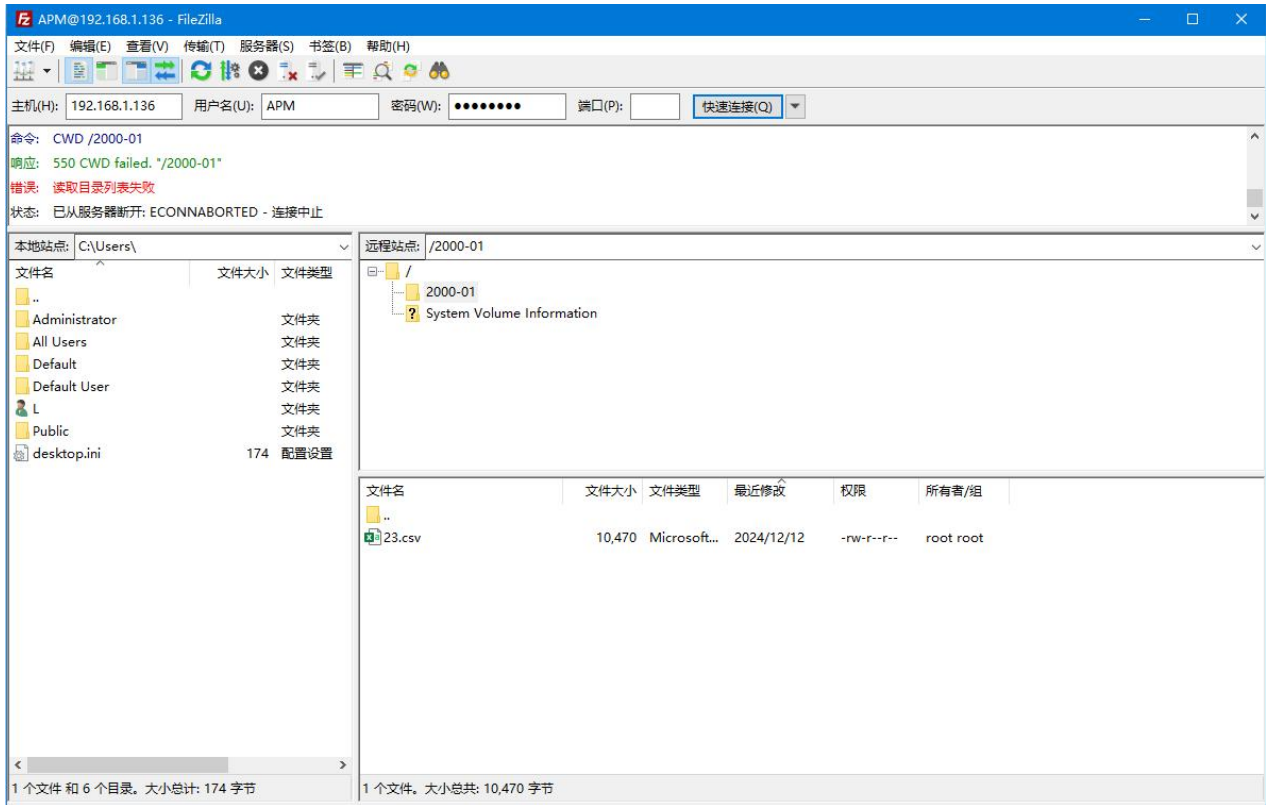 APM@192.168.1.136 - FileZilla
文件(F) 编辑(E) 查看(V) 传输(T) 服务器(S) 书签(B) 帮助(H)
主机(H): 192.168.1.136 用户名(U): APM 密码(W): ●●●●●●●● 端口(P): 快速连接(Q)
命令: CWD /2000-01
响应: 550 CWD failed. "/2000-01"
错误: 读取目录列表失败
状态: 已从服务器断开: ECONNABORTED - 连接中止
本地站点: C:\Users\
文件名 文件大小 文件类型
..
Administrator 文件夹
All Users 文件夹
Default 文件夹
Default User 文件夹
L 文件夹
Public 文件夹
desktop.ini 174 配置设置
1 个文件 和 6 个目录。大小总计: 174 字节
远程站点: /2000-01
/
2000-01
? System Volume Information
文件名 文件大小 文件类型 最近修改 权限 所有者/组
..
23.csv 10,470 Microsoft... 2024/12/12 -rw-r--r-- root root
1 个文件。大小总共: 10,470 字节